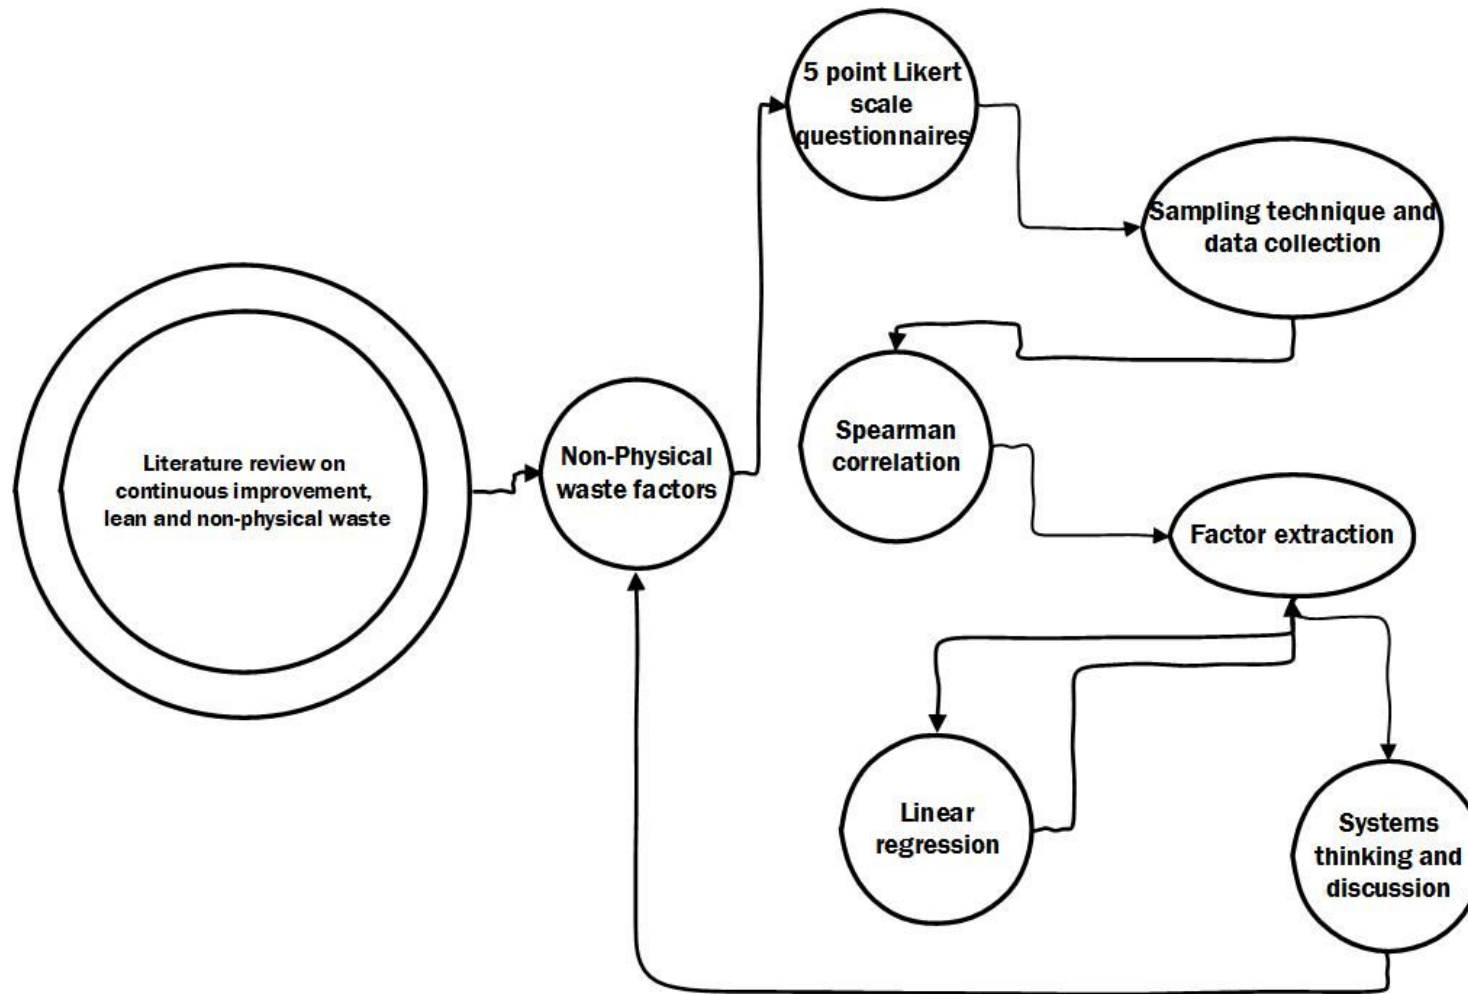 5 point Likert
scale
questionnaires
Sampling technique and
data collection
Literature review on
continuous improvement,
lean and non-physical waste
Non-Physical
waste factors
Spearman
correlation
Factor extraction
Linear
regression
Systems
thinking and
discussion